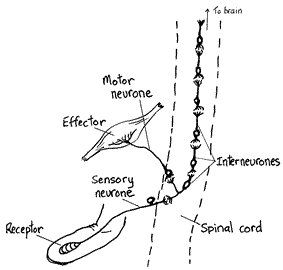 To brain
Motor
neurone
Effector
Interneurones
Sensory
neurone
Receptor
Spinal cord